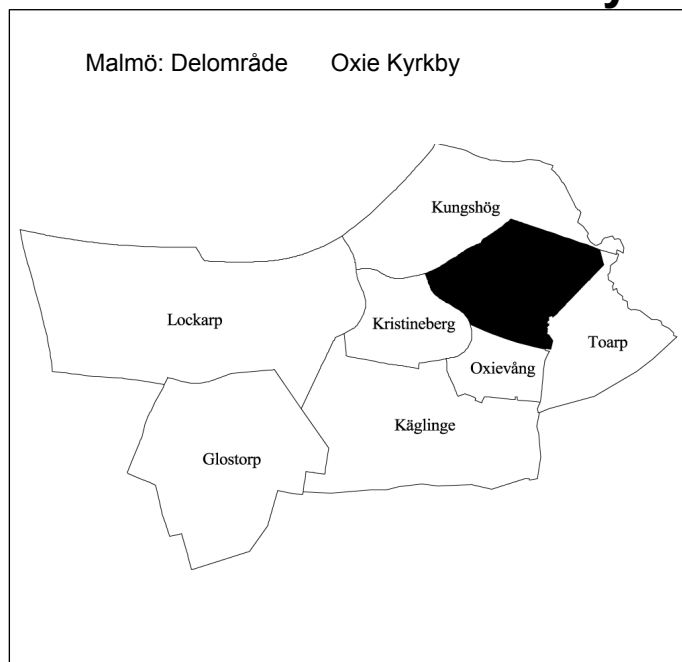 y
Malmö: Delområde Oxie Kyrkby
Kungshög
Lockarp
Kristineberg
Toarp
Oxievång
Käglinge
Glostorp